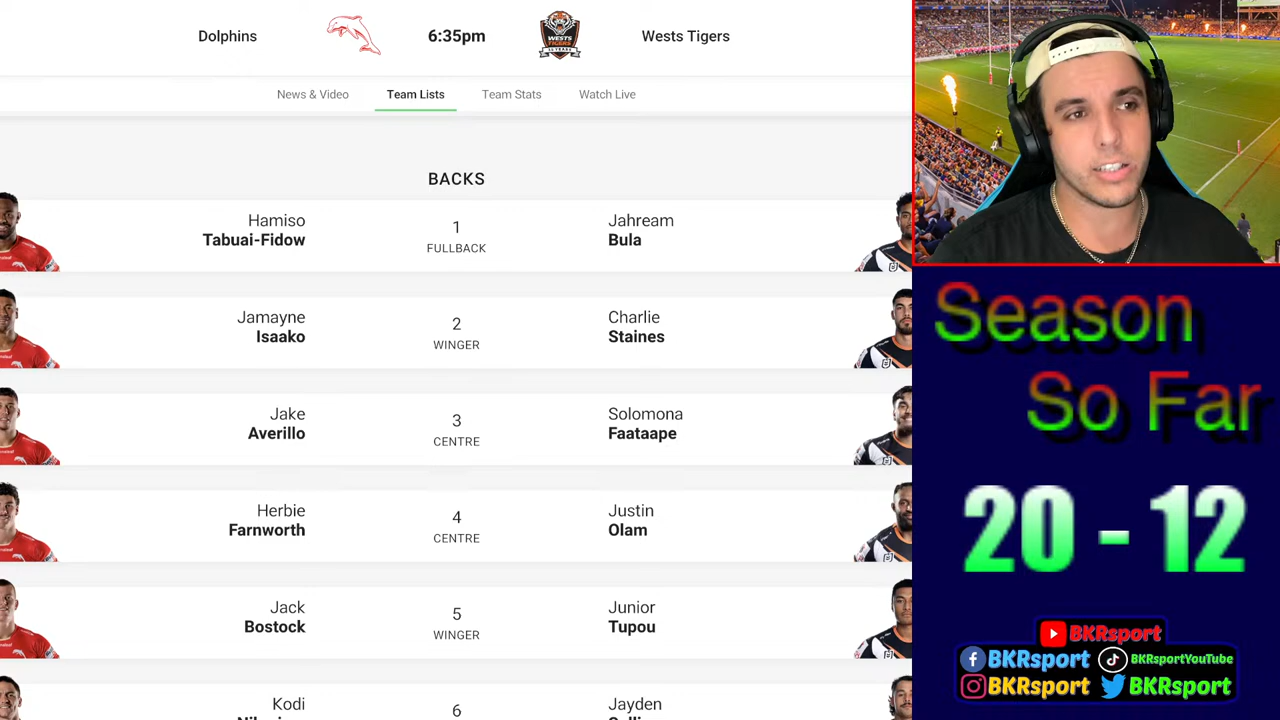 Dolphins 6:35pm WESTS TIGERS Wests Tigers
News & Video Team Lists Team Stats Watch Live
BACKS
Hamiso Tabuai-Fidow 1 FULLBACK Jahream Bula
Jamayne Isaako 2 WINGER Charlie Staines
Jake Averillo 3 CENTRE Solomona Faataape
Herbie Farnworth 4 CENTRE Justin Olam
Jack Bostock 5 WINGER Junior Tupou
Kodi 6 Jayden
Season
So Far
20 - 12
BKRsport
BKRsport BKRsportYouTube
BKRsport BKRsport